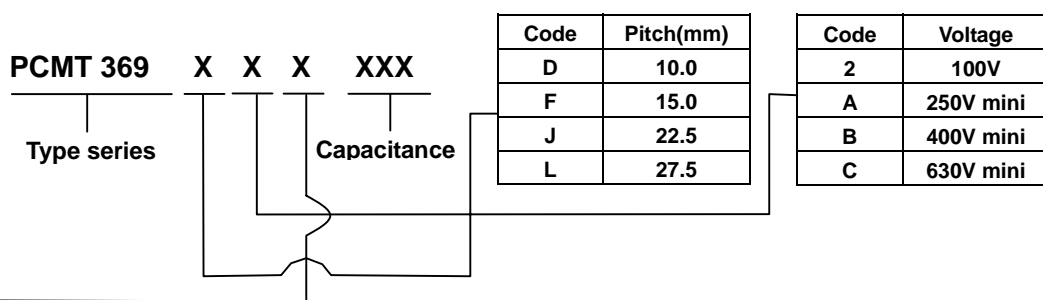 PCMT 369 X X X XXX
Type series
Capacitance
Code Pitch(mm)
D 10.0
F 15.0
J 22.5
L 27.5
Code Voltage
2 100V
A 250V mini
B 400V mini
C 630V mini